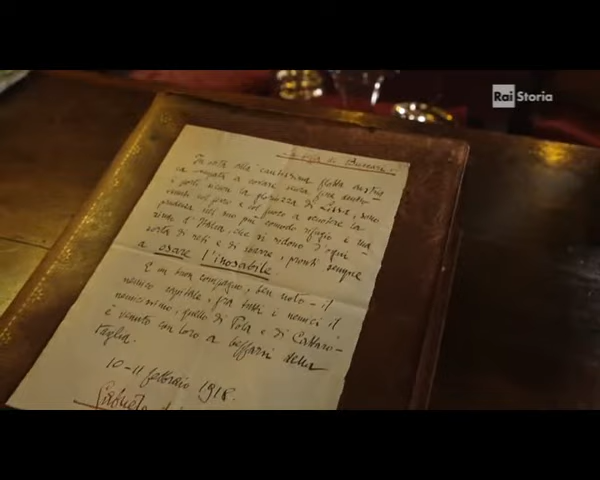 Rai Storia
La Beffa di Buccari
In onta alla cautissima flotta austria-
ca occupata a covare senza fine dentro
i porti sicuri la gloriuzza di Lissa, sono
venuti col ferro e col fuoco a scuotere la
prudenza nel suo più comodo rifugio i ma-
rinai d'Italia, che si ridono d'ogni
sorta di reti e di sbarre, pronti sempre
a osare l'inosabile.
E un buon compagno, ben noto – il
nemico capitale, fra tutti i nemici il
nemicissimo, quello di Pola e di Cattaro –
è venuto con loro a beffarsi della
taglia.
10-11 febbraio 1918.
Gabriele